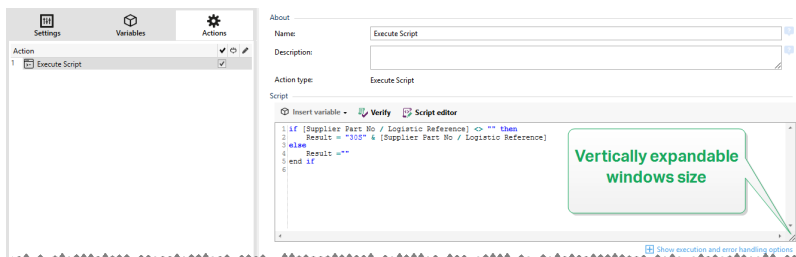 Settings
Variables
Actions
Action
1 Execute Script
About
Name: Execute Script
Description:
Action type: Execute Script
Script
Insert variable Verify Script editor
1 if [Supplier Part No / Logistic Reference] <> "" then
2 Result = "30S" & [Supplier Part No / Logistic Reference]
3 else
4 Result =""
5 end if
6
Vertically expandable
windows size
Show execution and error handling options